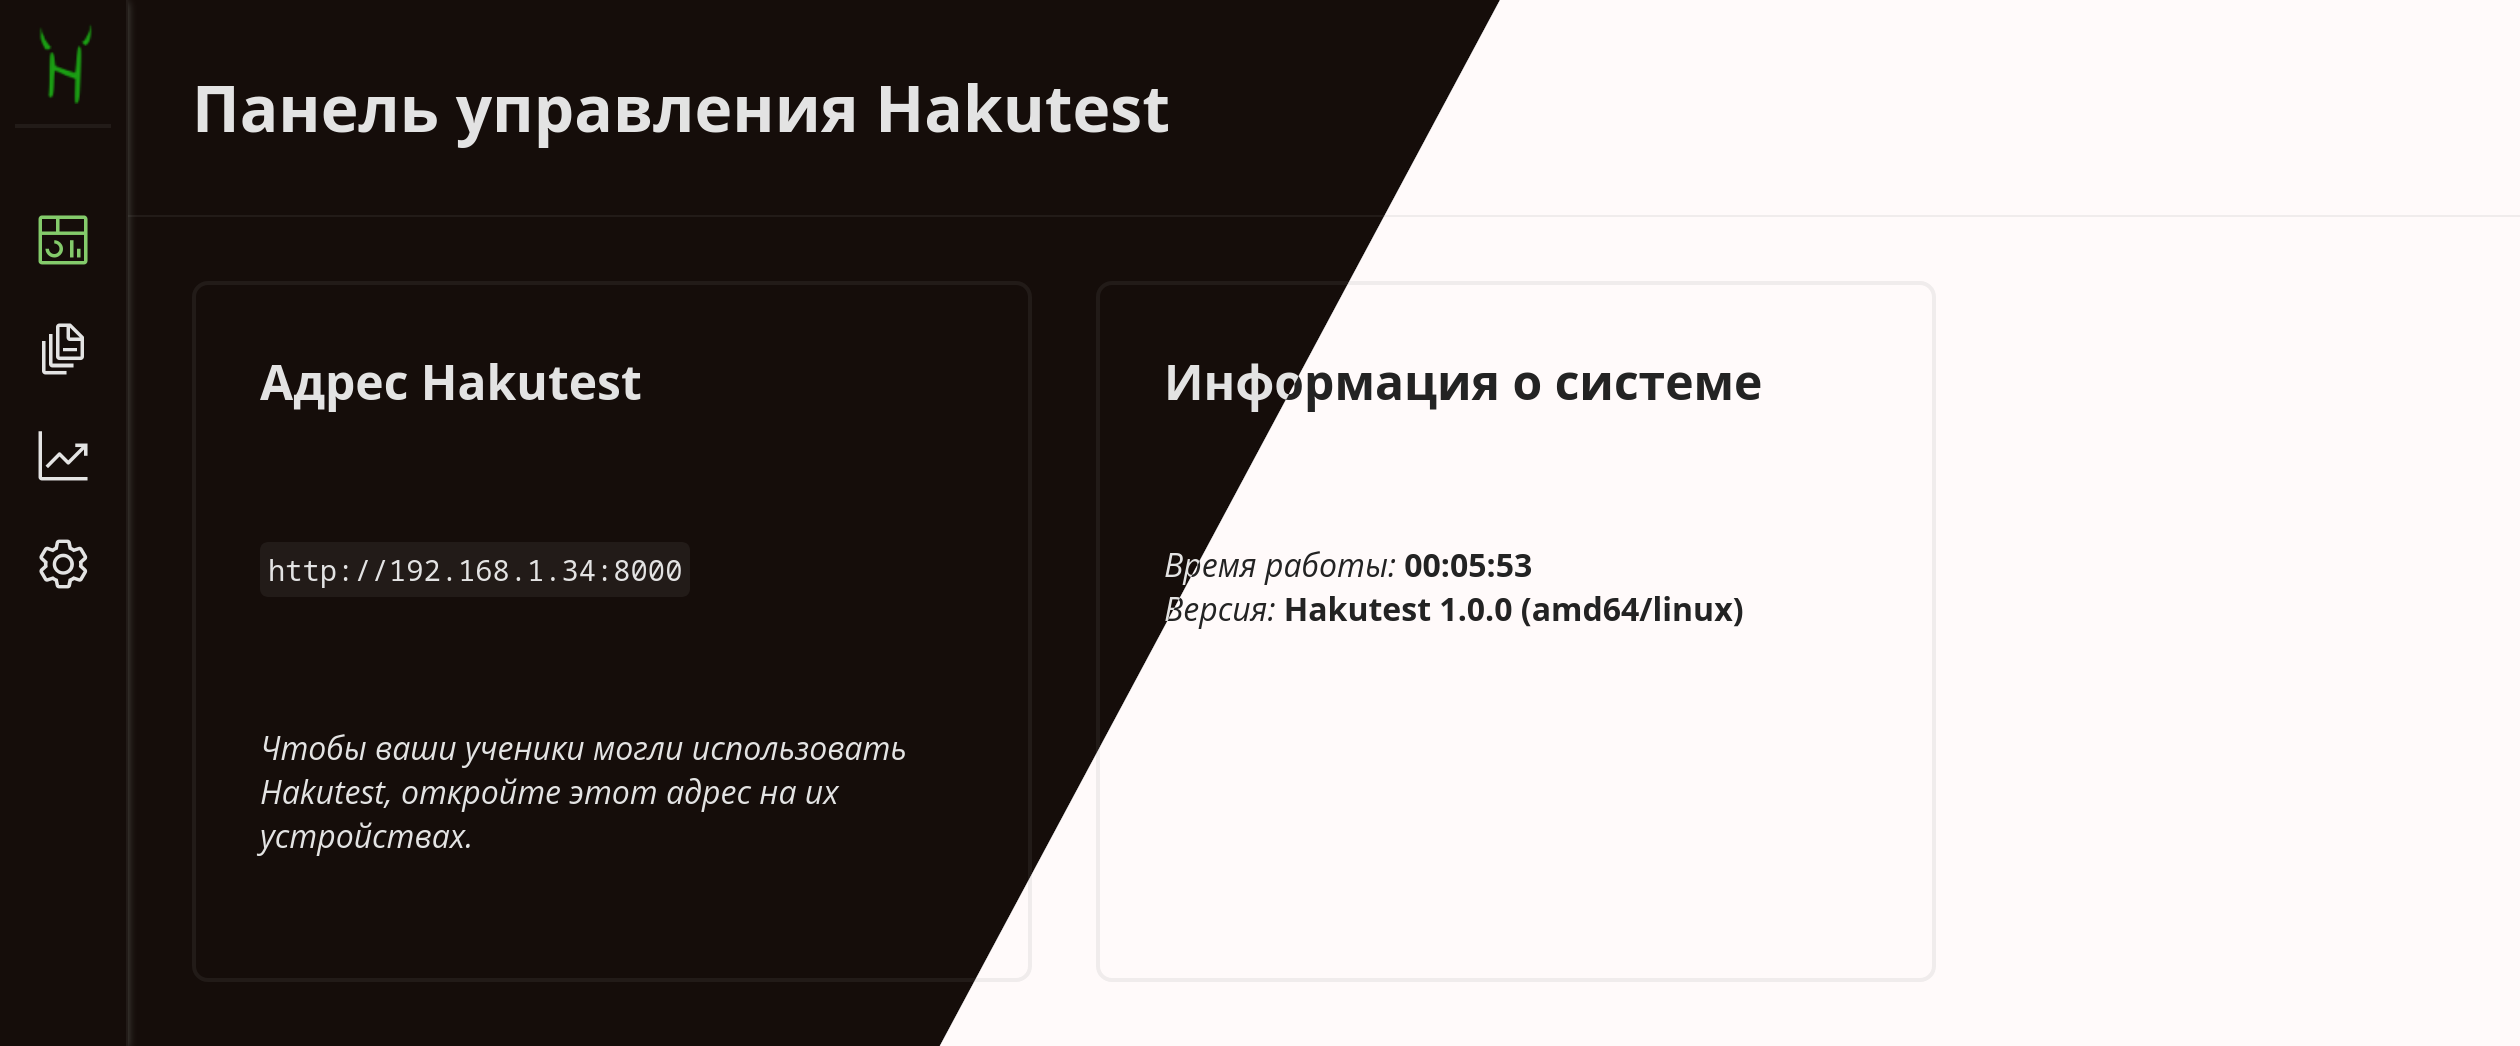 Панель управления Hakutest
Адрес Hakutest
http://192.168.1.34:8000
Чтобы ваши ученики могли использовать
Hakutest, откройте этот адрес на их
устройствах.
Информация о системе
Время работы: 00:05:53
Версия: Hakutest 1.0.0 (amd64/linux)